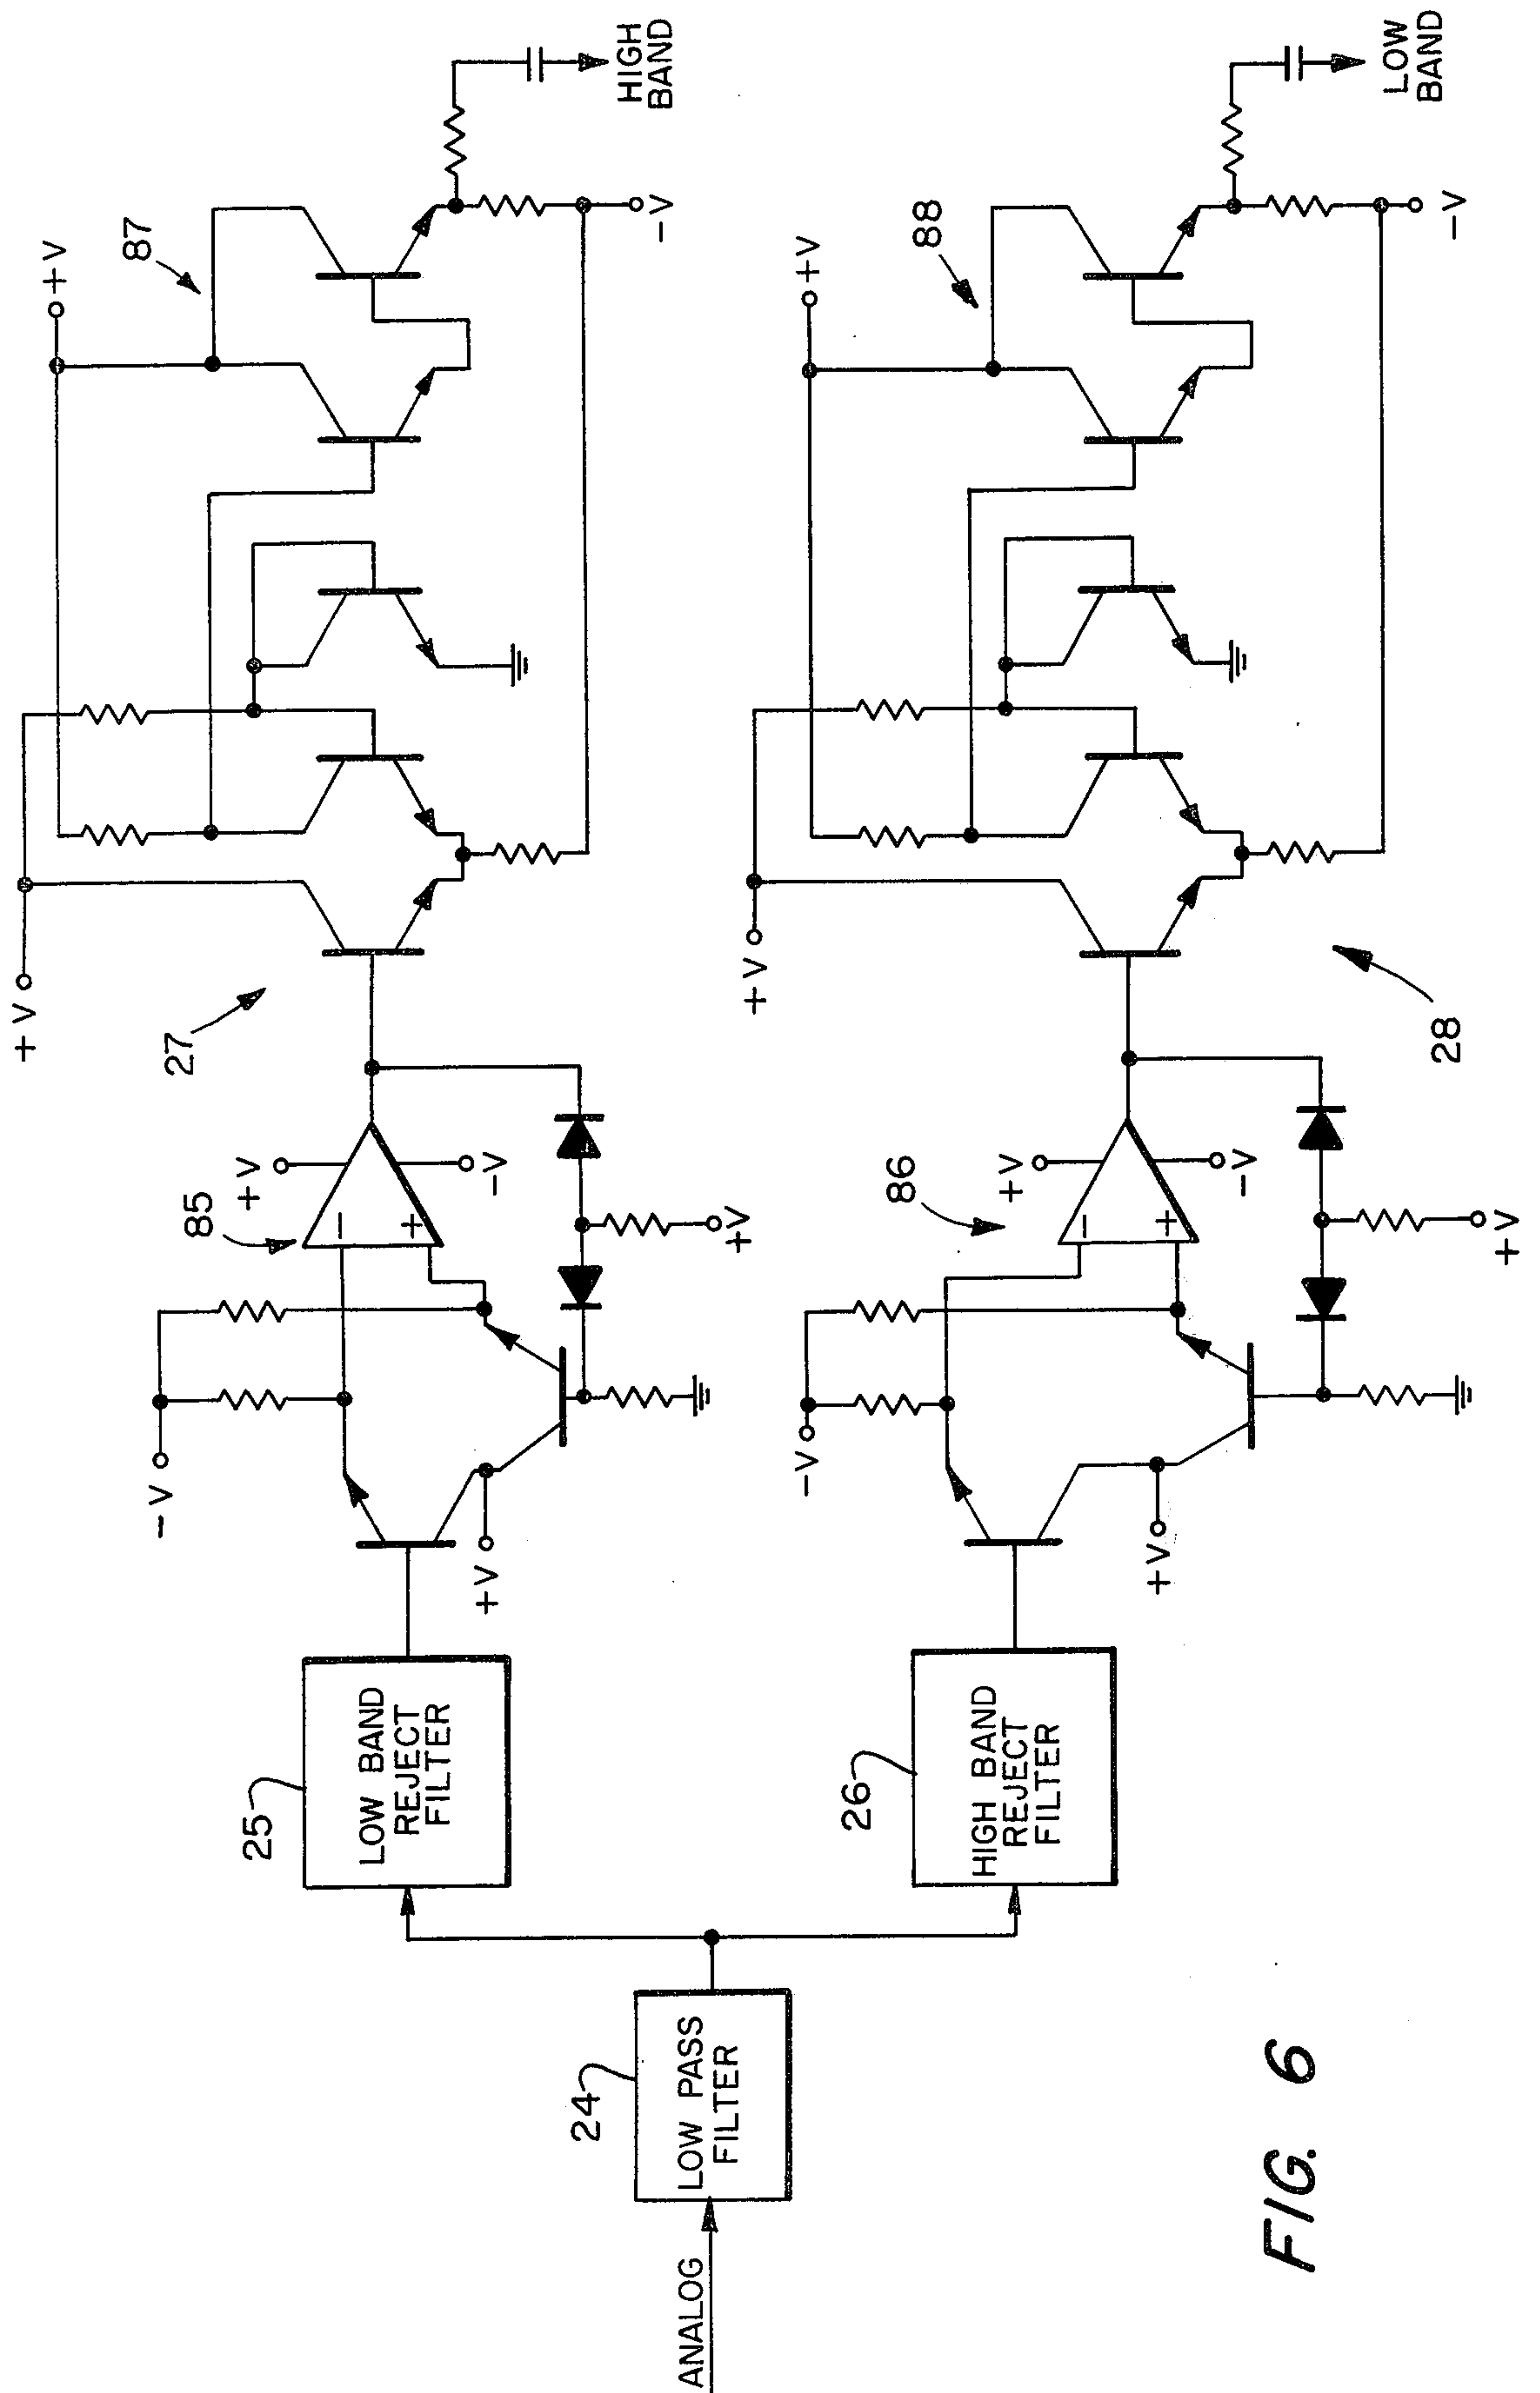 ANALOG
24
LOW PASS
FILTER
25
LOW BAND
REJECT
FILTER
-V
+V
85
-
+
+V
-V
+V
27
+V
+V
87
-V
HIGH
BAND
26
HIGH BAND
REJECT
FILTER
-V
+V
86
-
+
+V
-V
+V
28
+V
+V
88
-V
LOW
BAND
FIG. 6